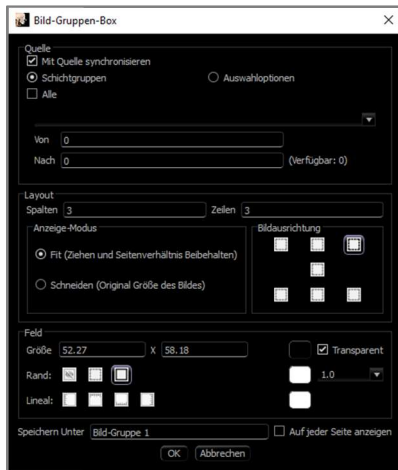 Bild-Gruppen-Box
Quelle
Mit Quelle synchronisieren
Schichtgruppen Auswahloptionen
Alle
Von 0
Nach 0 (Verfügbar: 0)
Layout
Spalten 3 Zeilen 3
Anzeige-Modus Bildausrichtung
Fit (Ziehen und Seitenverhältnis Beibehalten)
Schneiden (Original Größe des Bildes)
Feld
Größe 52.27 X 58.18 Transparent
Rand: 1.0
Lineal:
Speichern Unter Bild-Gruppe 1 Auf jeder Seite anzeigen
OK Abbrechen